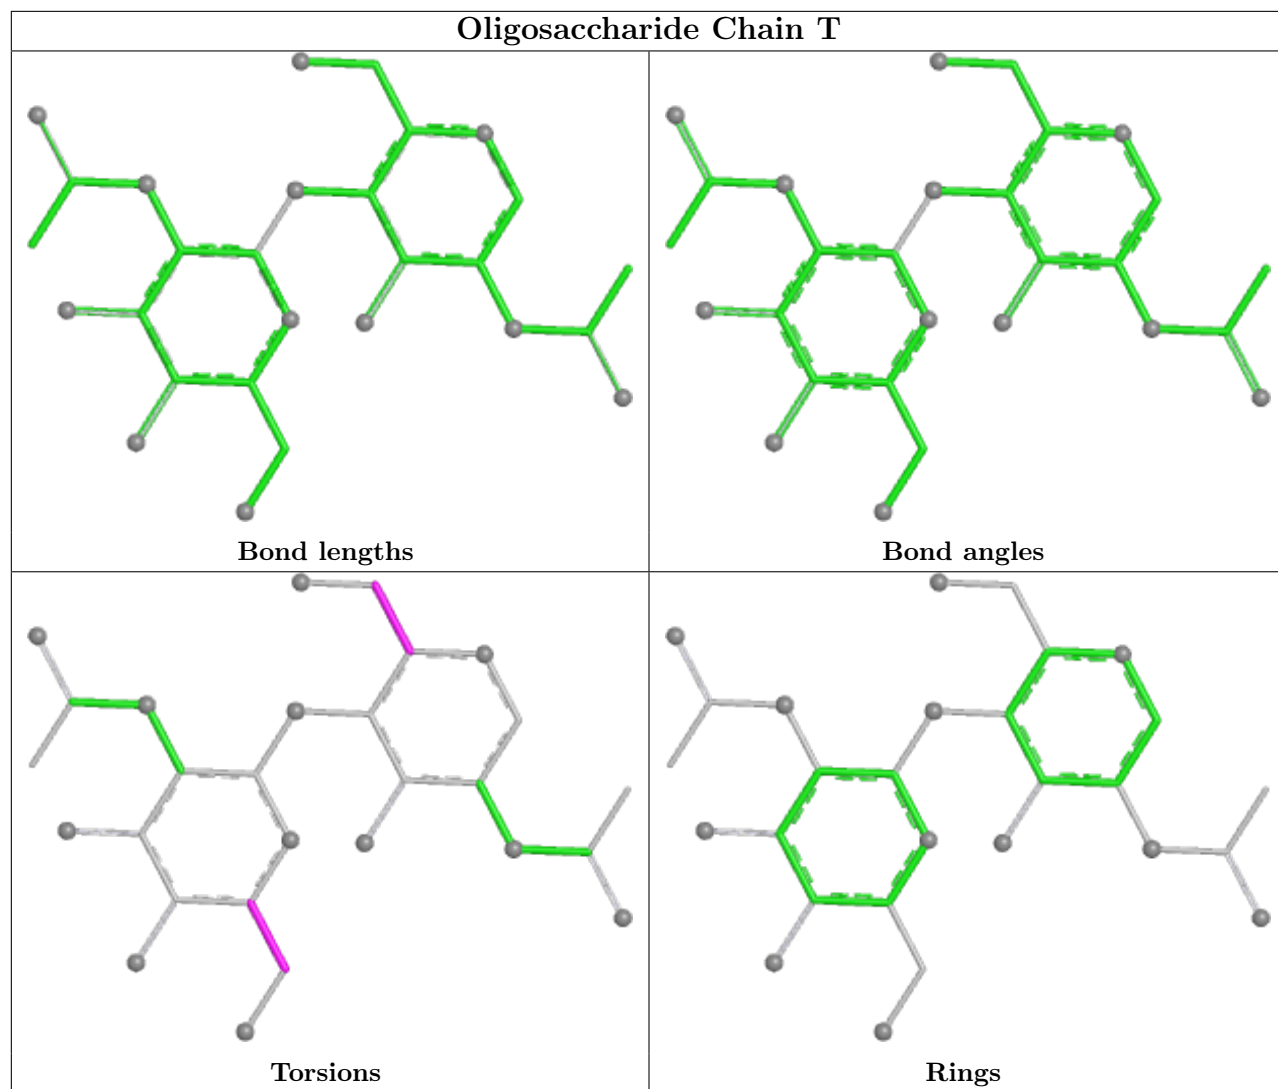 Oligosaccharide Chain T
Bond lengths
Bond angles
Torsions
Rings